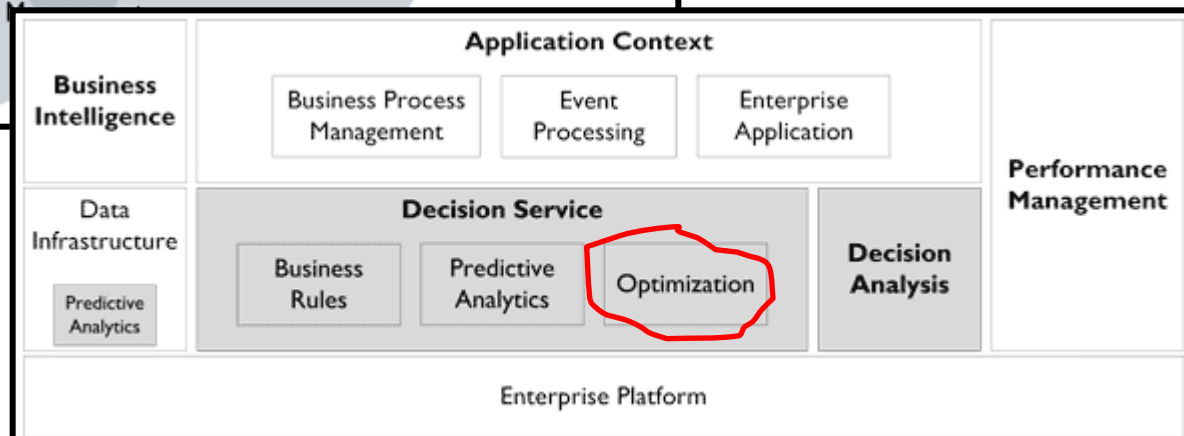 Application Context
Business
Intelligence
Business Process
Management
Event
Processing
Enterprise
Application
Performance
Management
Data
Infrastructure
Predictive
Analytics
Decision Service
Business
Rules
Predictive
Analytics
Optimization
Decision
Analysis
Enterprise Platform